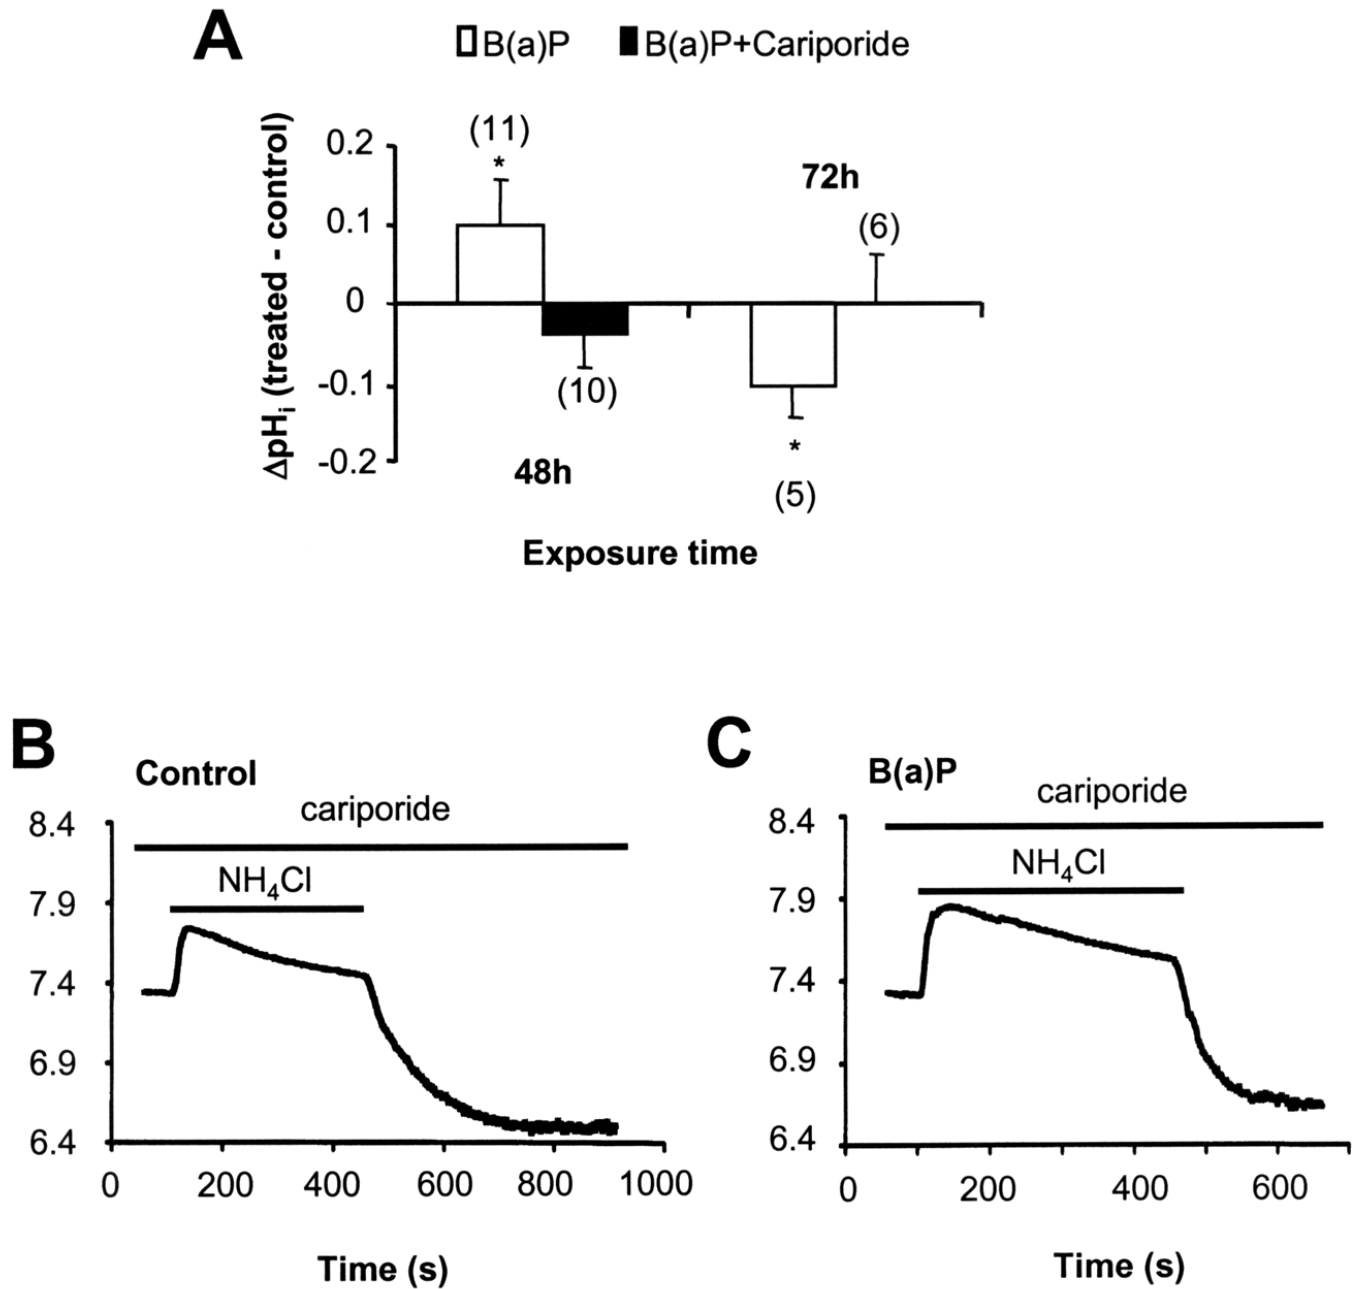 A
B(a)P B(a)P+Cariporide
ΔpHi (treated - control)
0.2
0.1
0
-0.1
-0.2
(11)
*
72h
(6)
(10)
*
48h
(5)
Exposure time
B
Control
cariporide
NH4Cl
8.4
7.9
7.4
6.9
6.4
0 200 400 600 800 1000
Time (s)
C
B(a)P
cariporide
NH4Cl
8.4
7.9
7.4
6.9
6.4
0 200 400 600
Time (s)